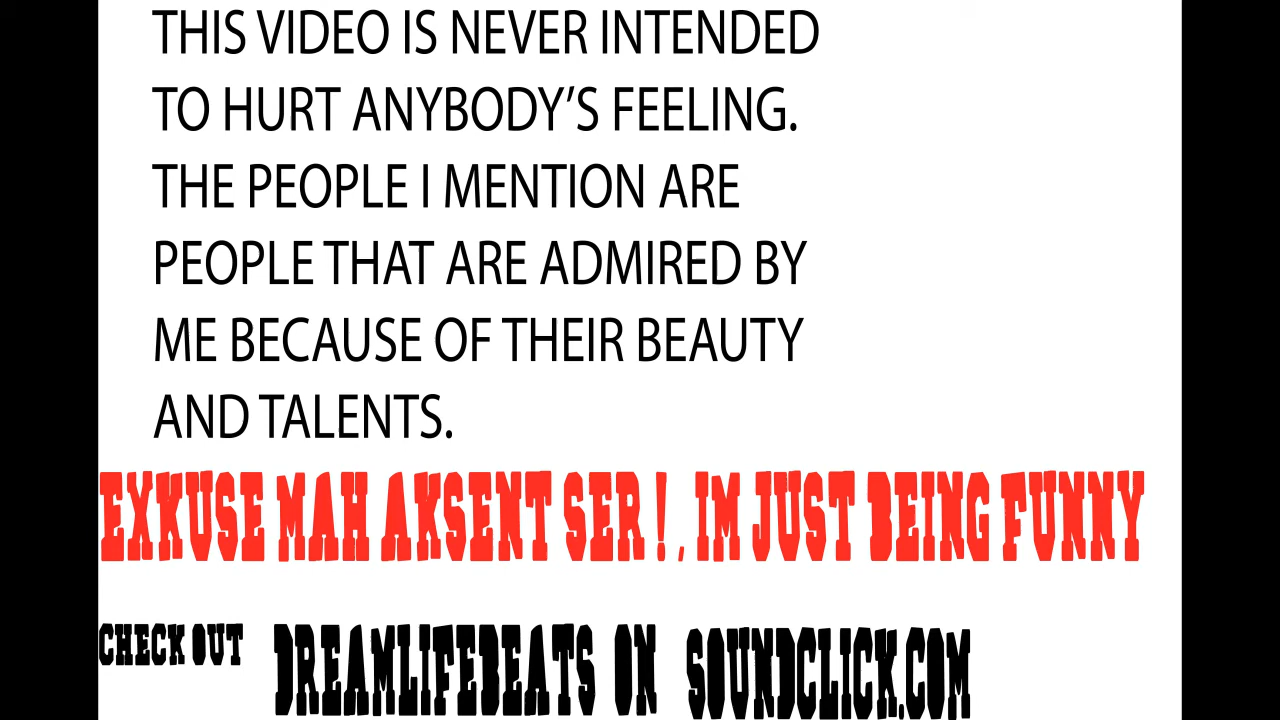 THIS VIDEO IS NEVER INTENDED
TO HURT ANYBODY'S FEELING.
THE PEOPLE I MENTION ARE
PEOPLE THAT ARE ADMIRED BY
ME BECAUSE OF THEIR BEAUTY
AND TALENTS.
EXKUSE MAH AKSENT SER!, IM JUST BEING FUNNY
CHECK OUT DREAMLIFEBEATS ON SOUNDCLICK.COM